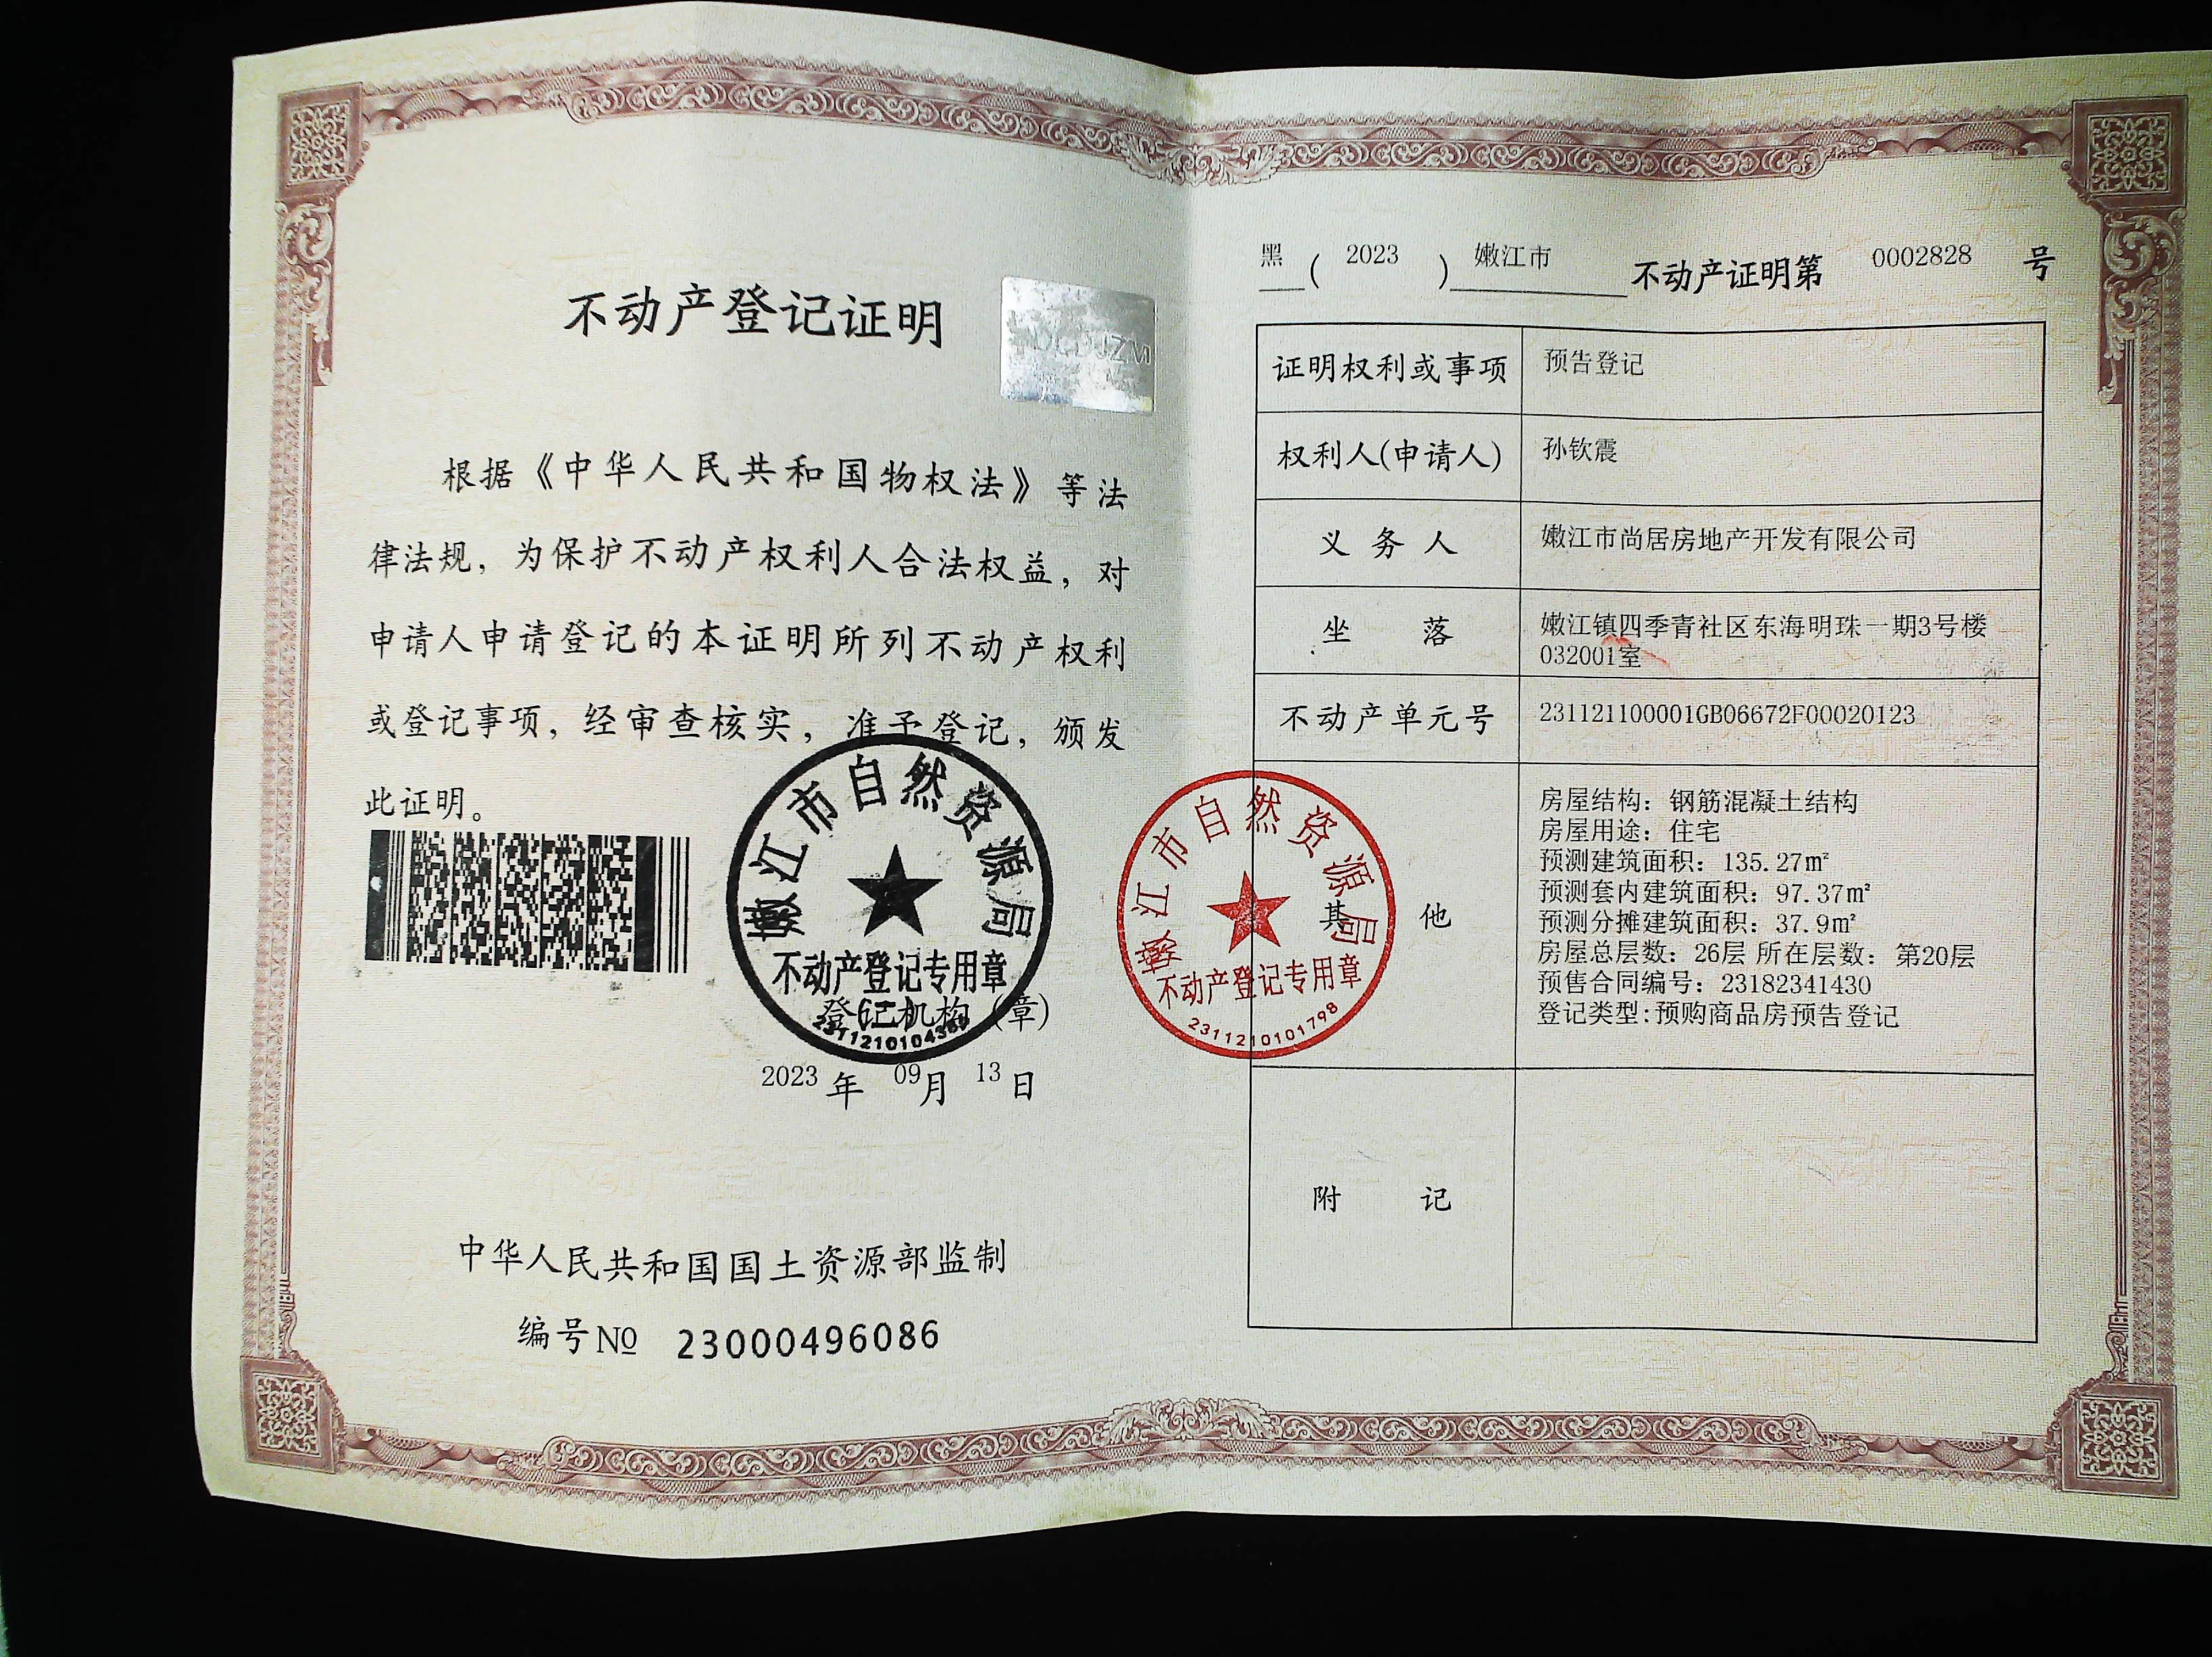 不动产登记证明
根据《中华人民共和国物权法》等法
律法规，为保护不动产权利人合法权益，对
申请人申请登记的本证明所列不动产权利
或登记事项，经审查核实，准予登记，颁发
此证明。
嫩江市自然资源局
不动产登记专用章
登记机构（章）
2023年09月13日
中华人民共和国国土资源部监制
编号№ 23000496086
黑(2023)嫩江市不动产证明第0002828号
证明权利或事项 预告登记
权利人(申请人) 孙钦震
义务人 嫩江市尚居房地产开发有限公司
坐落 嫩江镇四季青社区东海明珠一期3号楼
032001室
不动产单元号 231121100001GB06672F00020123
其他
房屋结构：钢筋混凝土结构
房屋用途：住宅
预测建筑面积：135.27㎡
预测套内建筑面积：97.37㎡
预测分摊建筑面积：37.9㎡
房屋总层数：26层 所在层数：第20层
预售合同编号：23182341430
登记类型:预购商品房预告登记
嫩江市自然资源局
不动产登记专用章
2311210101798
附记